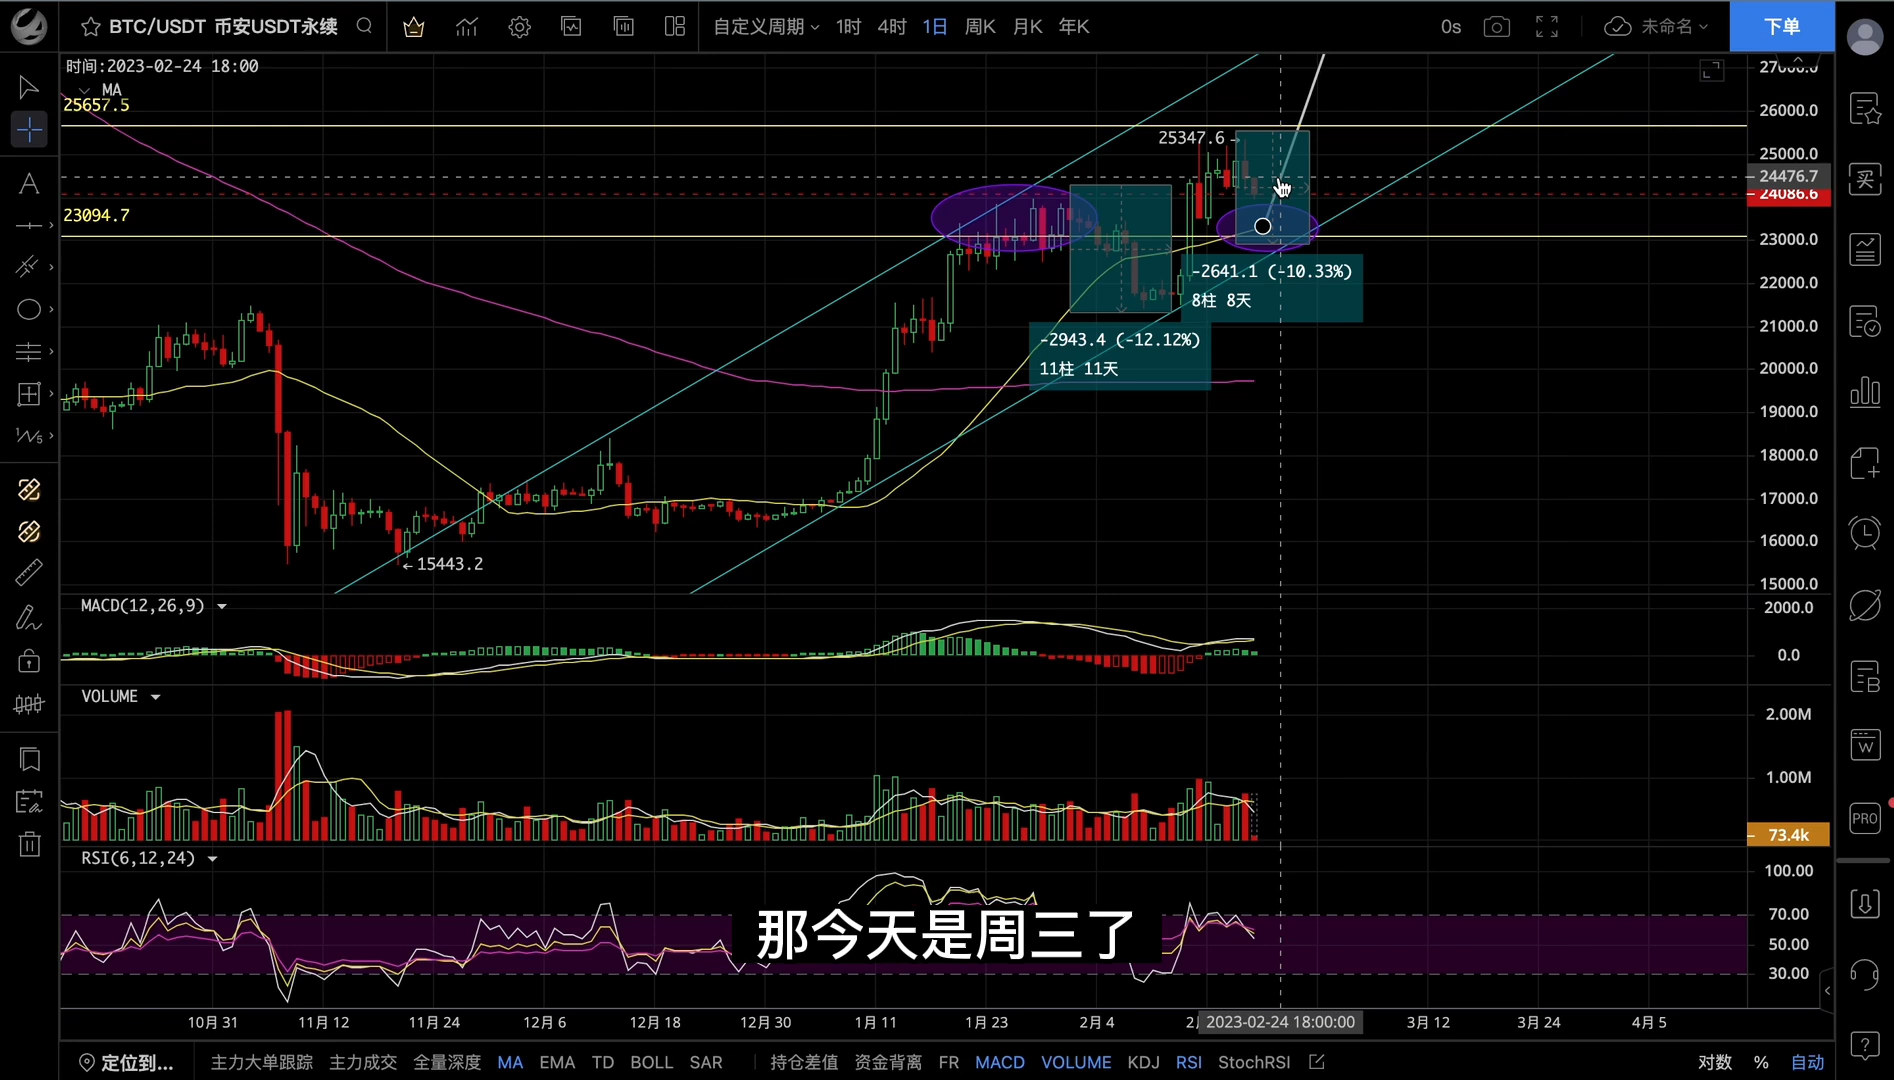 BTC/USDT 币安USDT永续
自定义周期 1时 4时 1日 周K 月K 年K
0s 未命名 下单
时间:2023-02-24 18:00
MA
25657.5
23094.7
25347.6
-2641.1 (-10.33%)
8柱 8天
-2943.4 (-12.12%)
11柱 11天
15443.2
26000.0
25000.0
24476.7
24086.6
23000.0
22000.0
21000.0
20000.0
19000.0
18000.0
17000.0
16000.0
15000.0
MACD(12,26,9)
2000.0
0.0
VOLUME
2.00M
1.00M
73.4k
RSI(6,12,24)
100.00
70.00
50.00
30.00
那今天是周三了
10月31 11月12 11月24 12月6 12月18 12月30 1月11 1月23 2月4 2023-02-24 18:00:00 3月12 3月24 4月5
定位到... 主力大单跟踪 主力成交 全量深度 MA EMA TD BOLL SAR 持仓差值 资金背离 FR MACD VOLUME KDJ RSI StochRSI 对数 % 自动
买
B
W
PRO